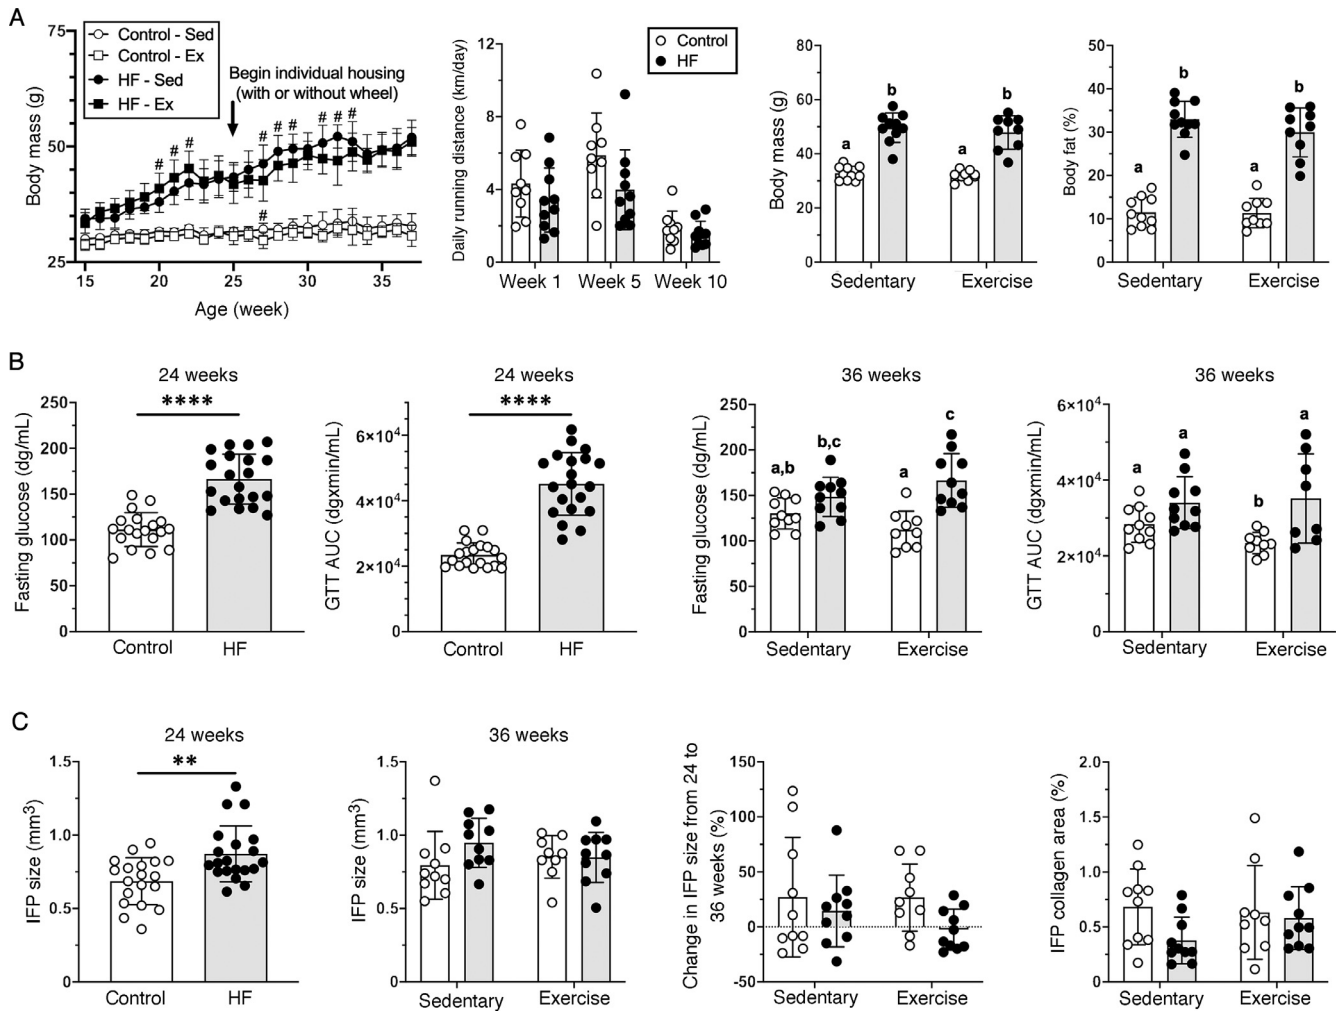 A
Control - Sed
Control - Ex
HF - Sed
HF - Ex
Begin individual housing
(with or without wheel)
# # # # # # # # # #
Body mass (g)
75
50
25
15 20 25 30 35
Age (week)
Control
HF
Daily running distance (km/day)
12
8
4
0
Week 1 Week 5 Week 10
Body mass (g)
80
60
40
20
0
a b a b
Sedentary Exercise
Body fat (%)
50
40
30
20
10
0
a b a b
Sedentary Exercise
B
24 weeks
****
Fasting glucose (dg/mL)
250
200
150
100
50
0
Control HF
24 weeks
****
GTT AUC (dgxmin/mL)
6×10⁴
4×10⁴
2×10⁴
0
Control HF
36 weeks
Fasting glucose (dg/mL)
250
200
150
100
50
0
a,b b,c a c
Sedentary Exercise
36 weeks
GTT AUC (dgxmin/mL)
6×10⁴
4×10⁴
2×10⁴
0
a a b a
Sedentary Exercise
C
24 weeks
**
IFP size (mm³)
1.5
1.0
0.5
0
Control HF
36 weeks
IFP size (mm³)
1.5
1.0
0.5
0
Sedentary Exercise
Change in IFP size from 24 to
36 weeks (%)
150
100
50
0
-50
Sedentary Exercise
IFP collagen area (%)
2.0
1.5
1.0
0.5
0
Sedentary Exercise